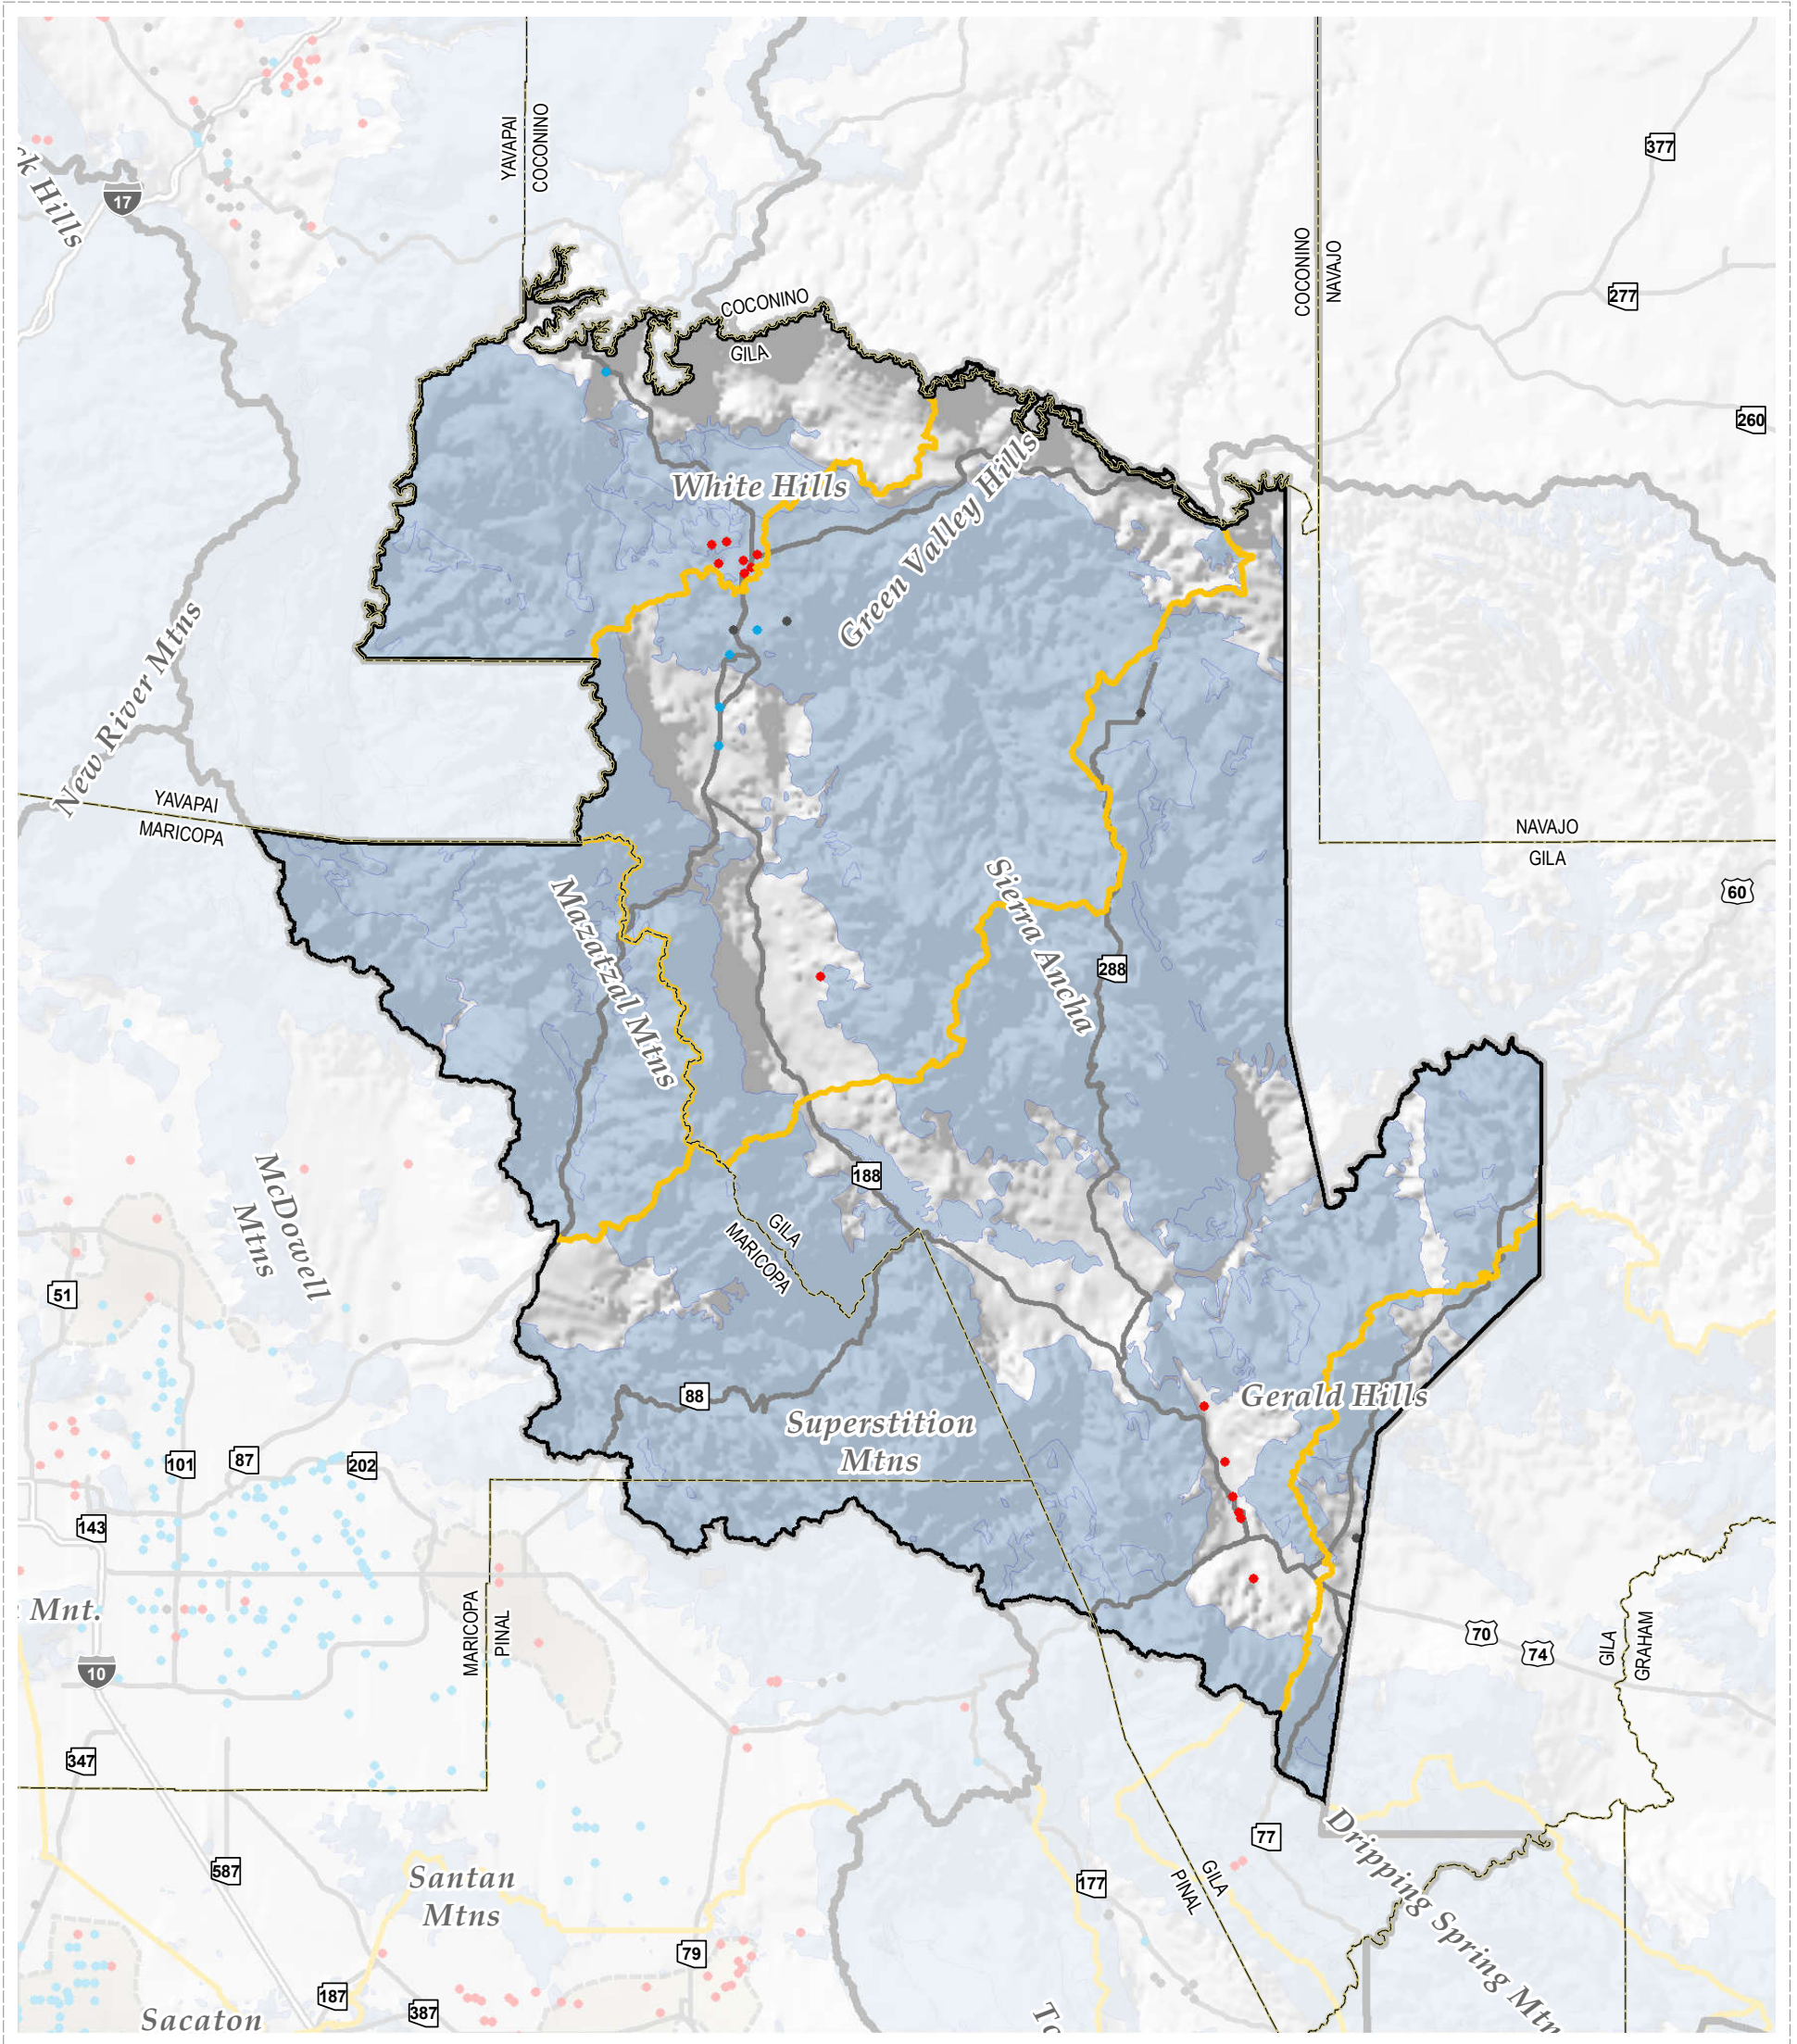 YAVAPAI
COCONINO
377
ck Hills
17
COCONINO
NAVAJO
277
COCONINO
GILA
260
White Hills
Green Valley Hills
New River Mtns
YAVAPAI
MARICOPA
NAVAJO
GILA
60
Mazatzal Mtns
Sierra Ancha
288
McDowell
Mtns
188
GILA
MARICOPA
51
88
Gerald Hills
Superstition
Mtns
101
87
202
143
Mnt.
MARICOPA
PINAL
10
70
74
GILA
GRAHAM
347
77
Dripping Spring Mtn
587
Santan
Mtns
177
GILA
PINAL
79
187
387
Sacaton
To